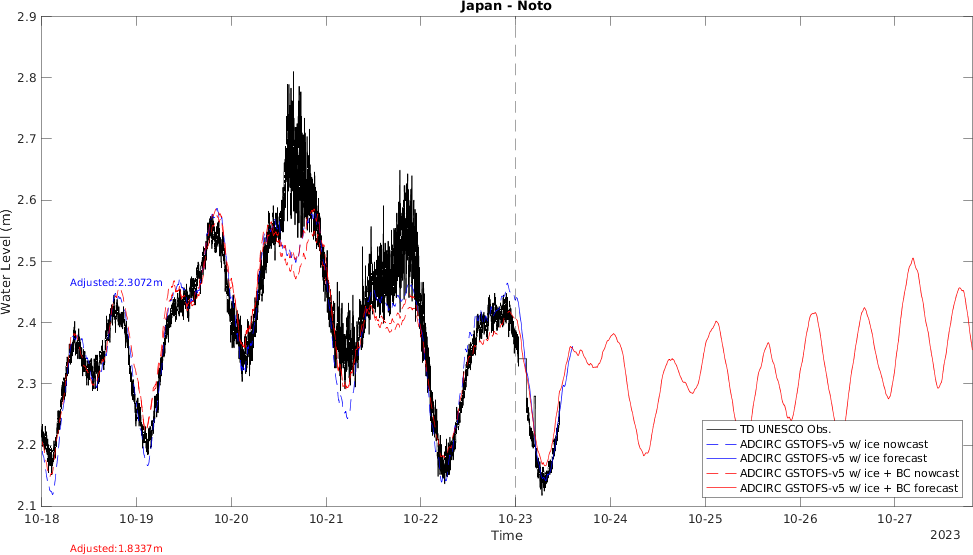 Japan - Noto
2.9
2.8
2.7
2.6
2.5
2.4
2.3
2.2
2.1
Water Level (m)
Adjusted:2.3072m
TD UNESCO Obs.
ADCIRC GSTOFS-v5 w/ ice nowcast
ADCIRC GSTOFS-v5 w/ ice forecast
ADCIRC GSTOFS-v5 w/ ice + BC nowcast
ADCIRC GSTOFS-v5 w/ ice + BC forecast
10-18 10-19 10-20 10-21 10-22 10-23 10-24 10-25 10-26 10-27
Time
2023
Adjusted:1.8337m